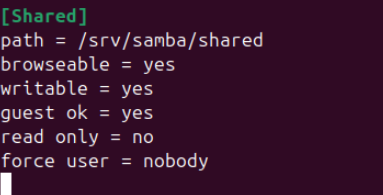 [Shared]
path = /srv/samba/shared
browseable = yes
writable = yes
guest ok = yes
read only = no
force user = nobody